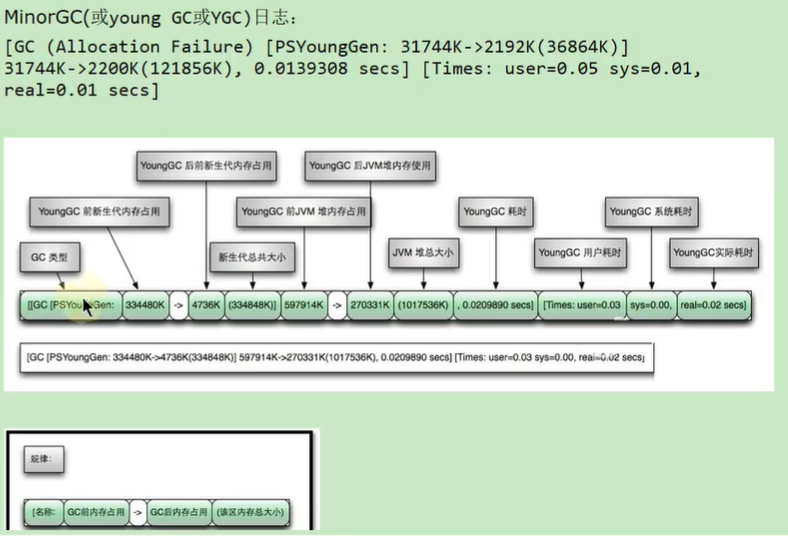 MinorGC(或young GC或YGC)日志:
[GC (Allocation Failure) [PSYoungGen: 31744K->2192K(36864K)]
31744K->2200K(121856K), 0.0139308 secs] [Times: user=0.05 sys=0.01,
real=0.01 secs]
YoungGC 后前新生代内存占用
YoungGC 后JVM堆内存使用
YoungGC 前新生代内存占用
YoungGC 前JVM 堆内存占用
YoungGC 耗时
YoungGC 系统耗时
GC 类型
新生代总共大小
JVM 堆总大小
YoungGC 用户耗时
YoungGC实际耗时
[[GC [PSYoungGen: 334480K -> 4736K (334848K)] 597914K -> 270331K (1017536K) , 0.0209890 secs] [Times: user=0.03 sys=0.00, real=0.02 secs]
[GC [PSYoungGen: 334480K->4736K(334848K)] 597914K->270331K(1017536K), 0.0209890 secs] [Times: user=0.03 sys=0.00, real=0.02 secs]
规律:
[名称: GC前内存占用 -> GC后内存占用 (该区内存总大小)